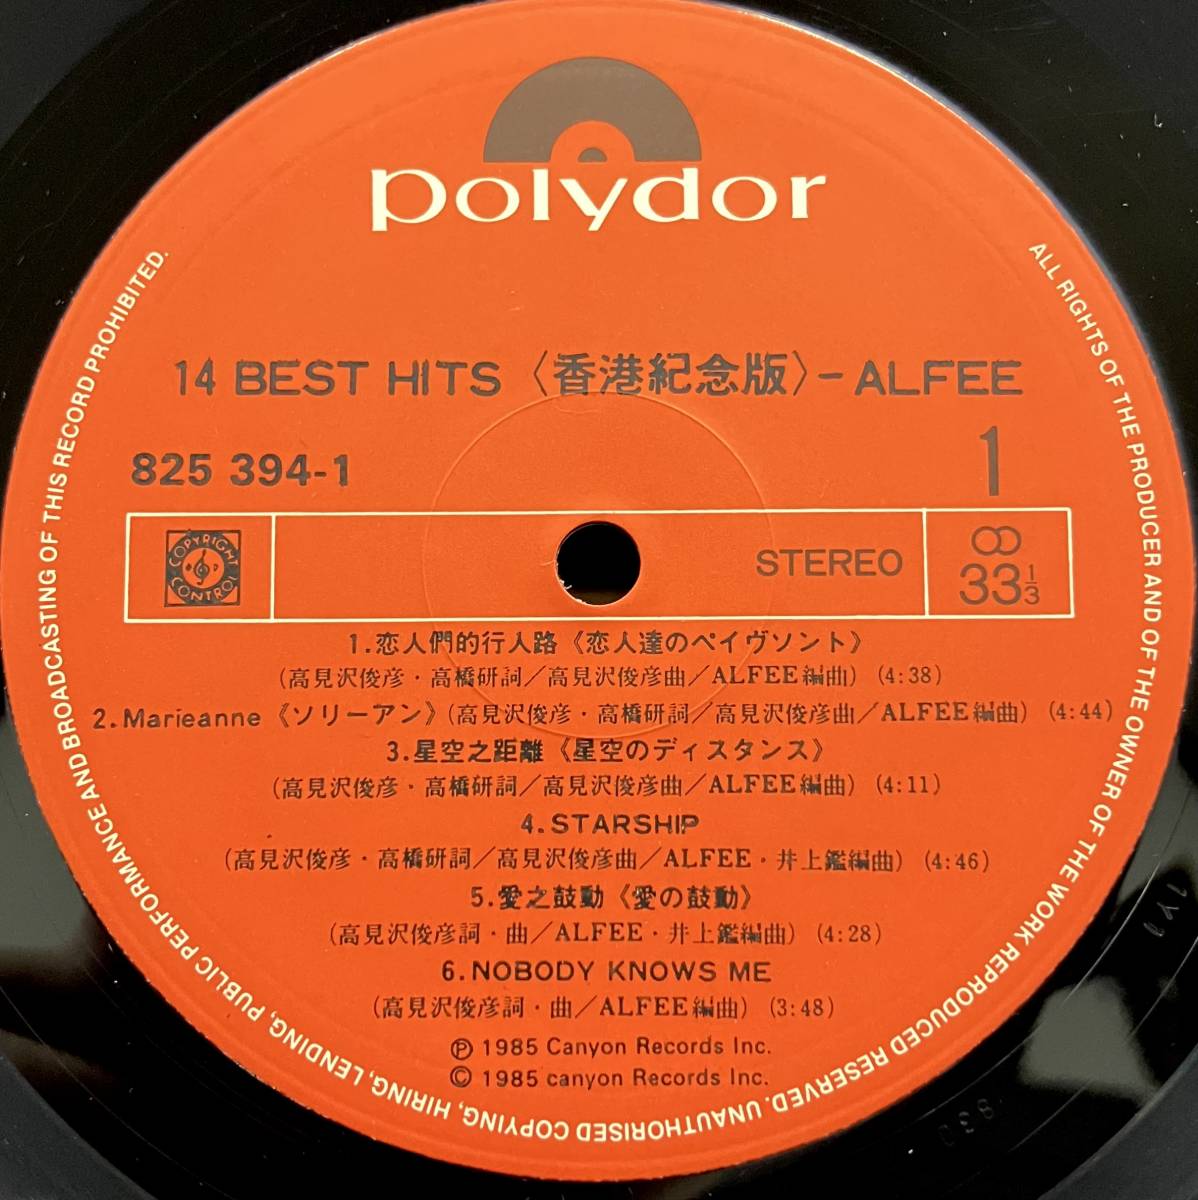 polydor
14 BEST HITS〈香港紀念版〉- ALFEE
825 394-1
1
COPYRIGHT
CONTROL
STEREO
33 1/3
1.恋人們的行人路《恋人達のペイヴソント》
(高見沢俊彦・高橋研詞/高見沢俊彦曲/ALFEE編曲) (4:38)
2.Marieanne《ソリーアン》(高見沢俊彦・高橋研詞/高見沢俊彦曲/ALFEE編曲) (4:44)
3.星空之距離《星空のディスタンス》
(高見沢俊彦・高橋研詞/高見沢俊彦曲/ALFEE編曲) (4:11)
4.STARSHIP
(高見沢俊彦・高橋研詞/高見沢俊彦曲/ALFEE・井上鑑編曲) (4:46)
5.愛之鼓動《愛の鼓動》
(高見沢俊彦詞・曲/ALFEE・井上鑑編曲) (4:28)
6.NOBODY KNOWS ME
(高見沢俊彦詞・曲/ALFEE編曲) (3:48)
℗ 1985 Canyon Records Inc.
© 1985 canyon Records Inc.
ALL RIGHTS OF THE PRODUCER AND OF THE OWNER OF THE WORK REPRODUCED RESERVED. UNAUTHORISED COPYING, HIRING, LENDING, PUBLIC PERFORMANCE AND BROADCASTING OF THIS RECORD PROHIBITED.